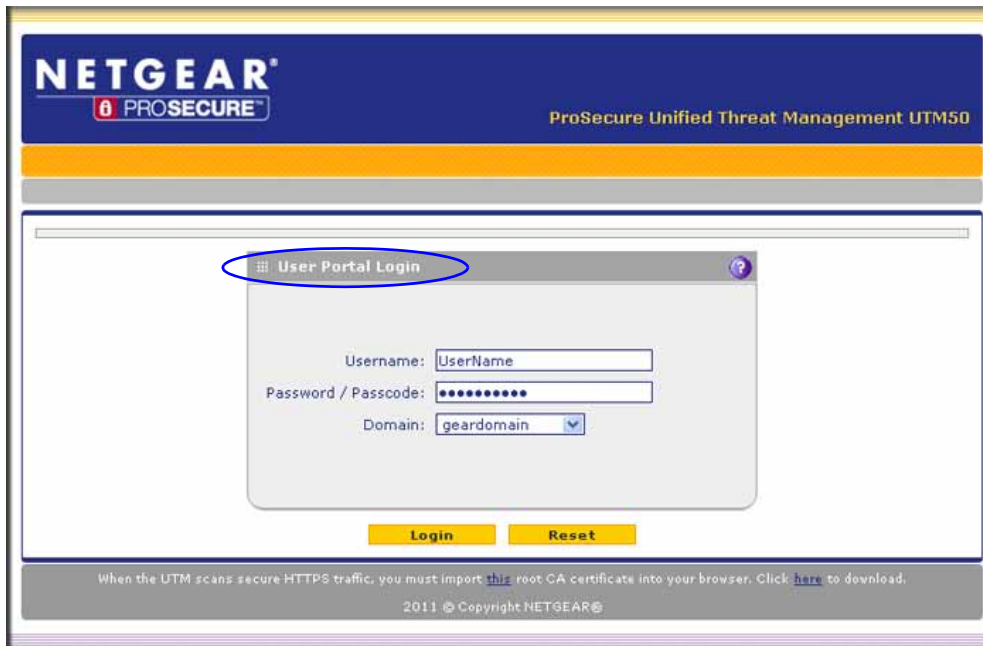 NETGEAR®
PROSECURE™
ProSecure Unified Threat Management UTM50
User Portal Login
?
Username: UserName
Password / Passcode: ••••••••••
Domain: geardomain
Login Reset
When the UTM scans secure HTTPS traffic, you must import this root CA certificate into your browser. Click here to download.
2011 © Copyright NETGEAR®